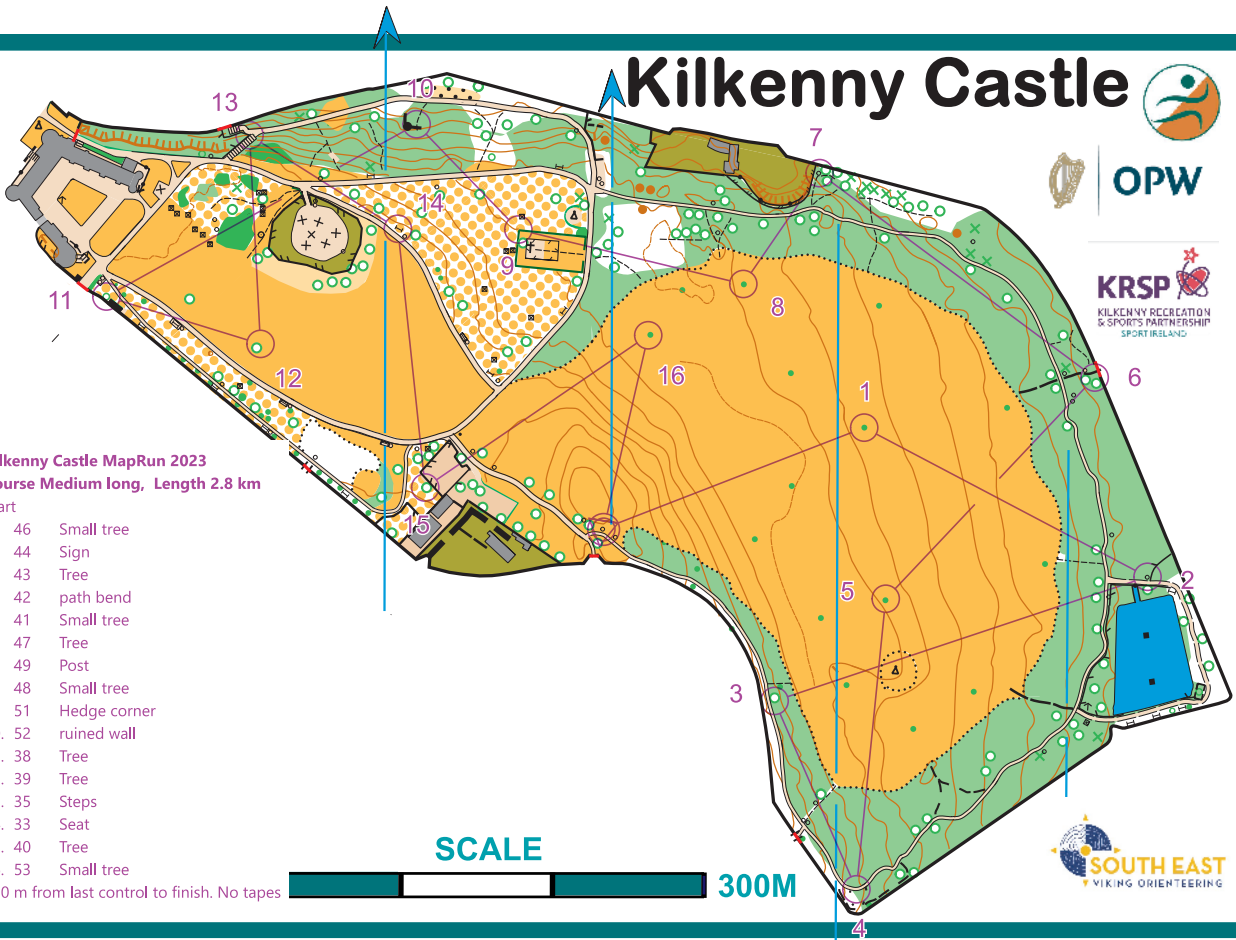 Kilkenny Castle
OPW
KRSP
KILKENNY RECREATION
& SPORTS PARTNERSHIP
SPORT IRELAND
13
10
7
14
9
8
11
12
16
1
6
15
5
2
3
4
lkenny Castle MapRun 2023
ourse Medium long, Length 2.8 km
art
46 Small tree
44 Sign
43 Tree
42 path bend
41 Small tree
47 Tree
49 Post
48 Small tree
51 Hedge corner
. 52 ruined wall
. 38 Tree
. 39 Tree
. 35 Steps
. 33 Seat
. 40 Tree
. 53 Small tree
0 m from last control to finish. No tapes
SCALE
300M
SOUTH EAST
VIKING ORIENTEERING